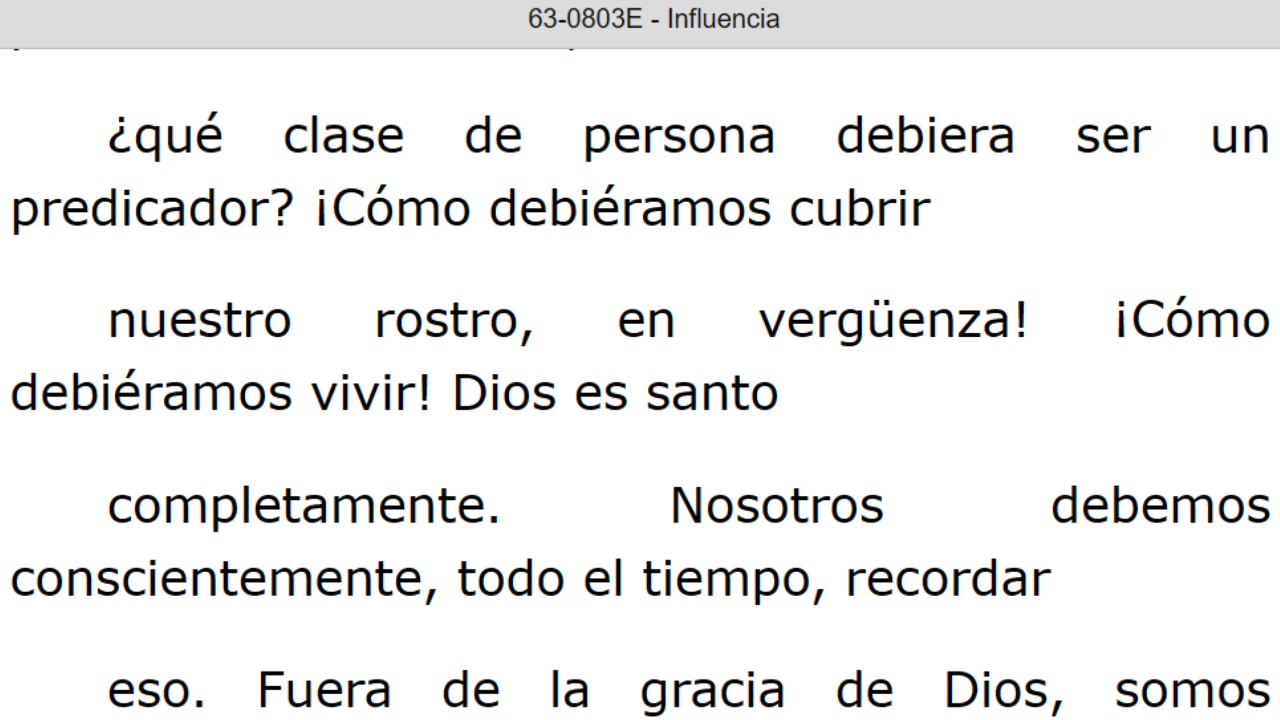 63-0803E - Influencia
¿qué clase de persona debiera ser un
predicador? ¡Cómo debiéramos cubrir
nuestro rostro, en vergüenza! ¡Cómo
debiéramos vivir! Dios es santo
completamente. Nosotros debemos
conscientemente, todo el tiempo, recordar
eso. Fuera de la gracia de Dios, somos